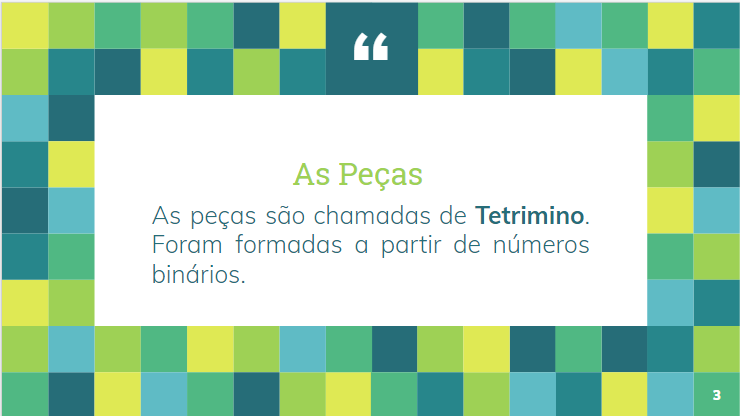 “
As Peças
As peças são chamadas de Tetrimino.
Foram formadas a partir de números
binários.
3